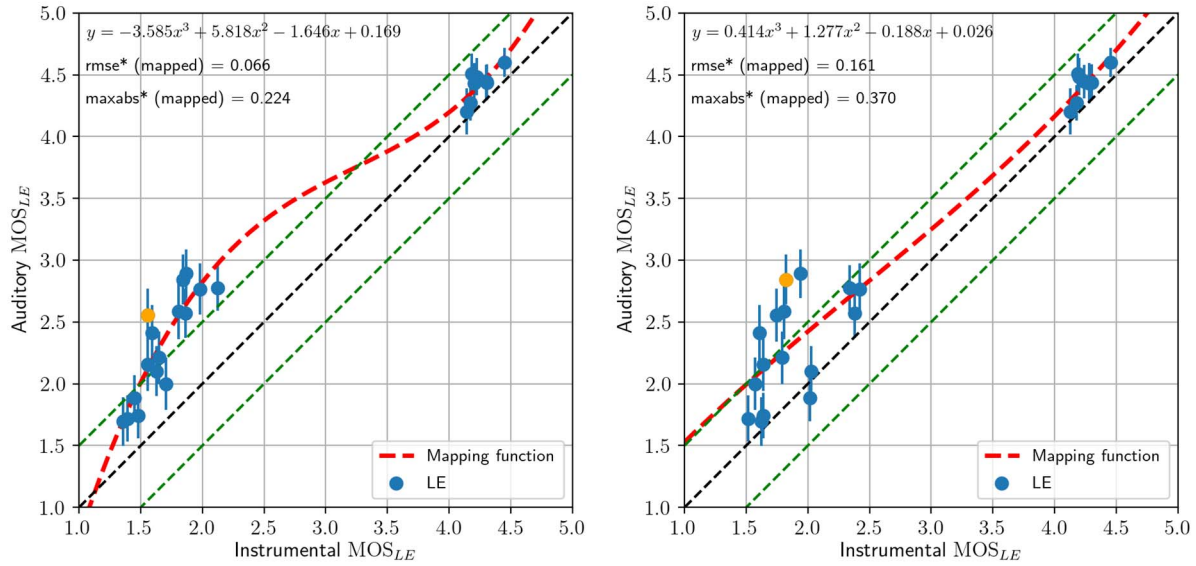 y = −3.585x³ + 5.818x² − 1.646x + 0.169
rmse* (mapped) = 0.066
maxabs* (mapped) = 0.224
5.0
4.5
4.0
3.5
3.0
2.5
2.0
1.5
1.0
Auditory MOS_LE
Mapping function
LE
1.0 1.5 2.0 2.5 3.0 3.5 4.0 4.5 5.0
Instrumental MOS_LE
y = 0.414x³ + 1.277x² − 0.188x + 0.026
rmse* (mapped) = 0.161
maxabs* (mapped) = 0.370
5.0
4.5
4.0
3.5
3.0
2.5
2.0
1.5
1.0
Auditory MOS_LE
Mapping function
LE
1.0 1.5 2.0 2.5 3.0 3.5 4.0 4.5 5.0
Instrumental MOS_LE